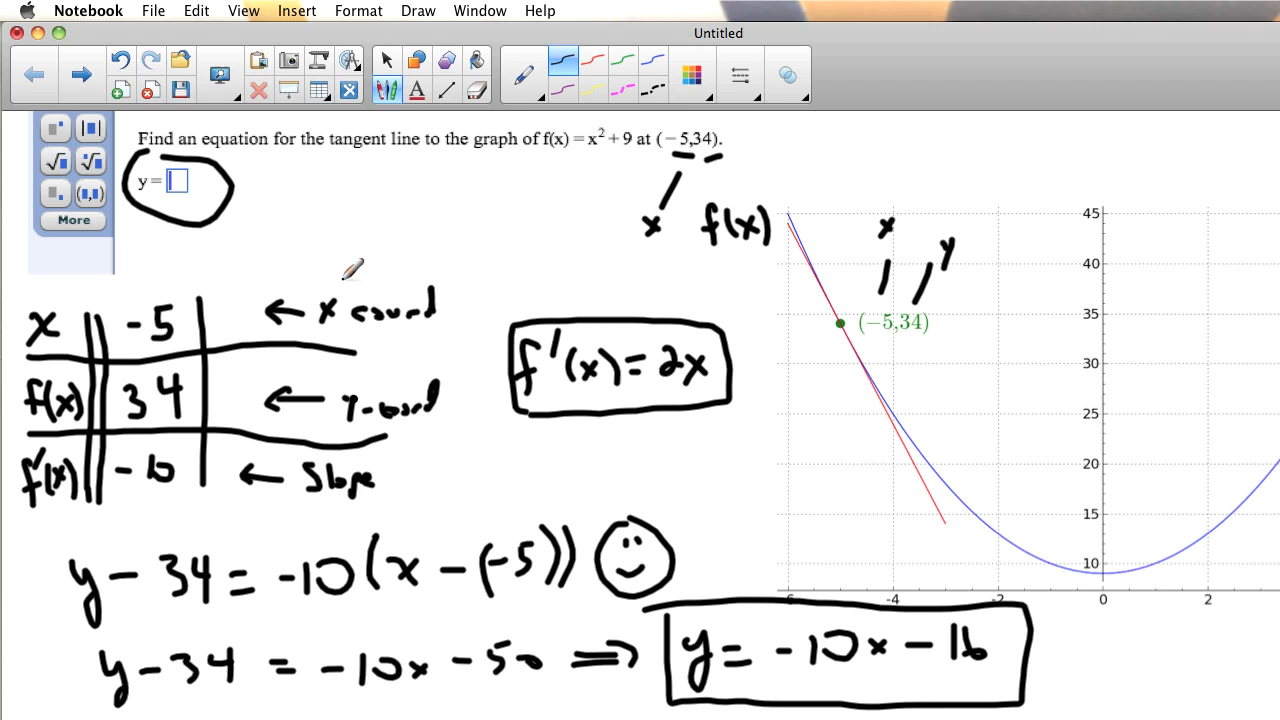 Notebook File Edit View Insert Format Draw Window Help
Untitled
A
Find an equation for the tangent line to the graph of f(x) = x² + 9 at (−5,34).
y =
More
x f(x)
x y
(−5,34)
45
40
35
30
25
20
15
10
-6 -4 -2 0 2
x -5 ← x coord
f(x) 34 ← y-coord
f'(x) -10 ← Slope
f'(x) = 2x
y - 34 = -10(x - (-5))
y - 34 = -10x - 50 ⇒ y = -10x - 16